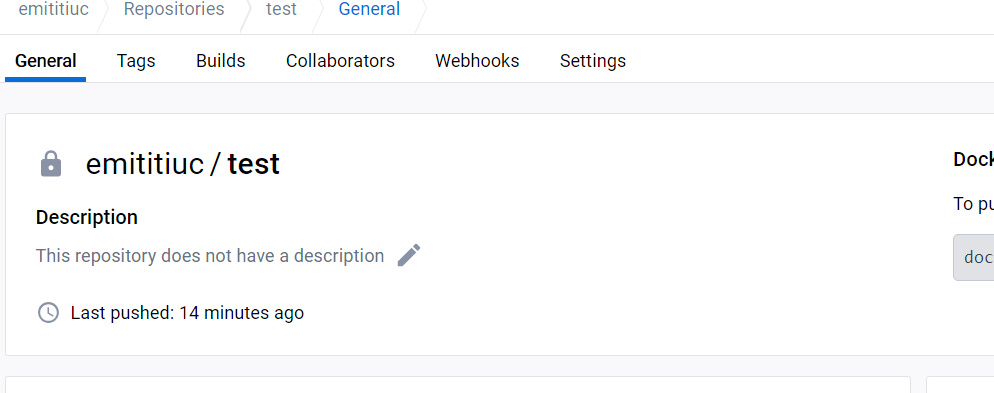 emititiuc Repositories test General
General Tags Builds Collaborators Webhooks Settings
emititiuc / test
Dock
Description
To pu
This repository does not have a description
doc
Last pushed: 14 minutes ago